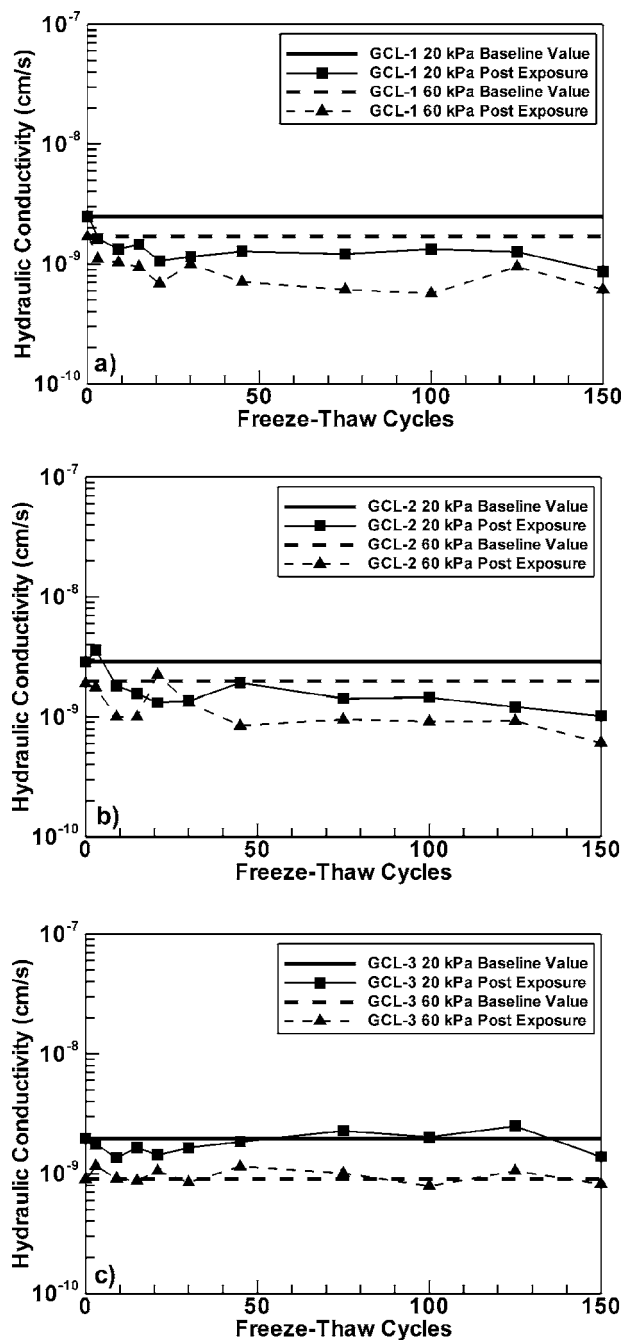 10-7
GCL-1 20 kPa Baseline Value
GCL-1 20 kPa Post Exposure
GCL-1 60 kPa Baseline Value
GCL-1 60 kPa Post Exposure
10-8
10-9
10-10
Hydraulic Conductivity (cm/s)
a)
0 50 100 150
Freeze-Thaw Cycles
10-7
GCL-2 20 kPa Baseline Value
GCL-2 20 kPa Post Exposure
GCL-2 60 kPa Baseline Value
GCL-2 60 kPa Post Exposure
10-8
10-9
10-10
Hydraulic Conductivity (cm/s)
b)
0 50 100 150
Freeze-Thaw Cycles
10-7
GCL-3 20 kPa Baseline Value
GCL-3 20 kPa Post Exposure
GCL-3 60 kPa Baseline Value
GCL-3 60 kPa Post Exposure
10-8
10-9
10-10
Hydraulic Conductivity (cm/s)
c)
0 50 100 150
Freeze-Thaw Cycles